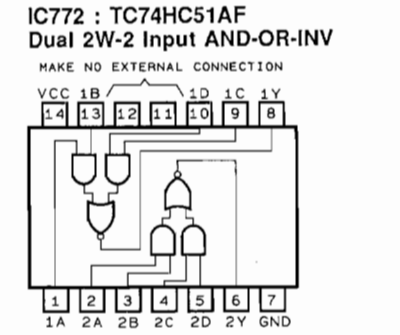 IC772 : TC74HC51AF
Dual 2W-2 Input AND-OR-INV
MAKE NO EXTERNAL CONNECTION
VCC 1B 1D 1C 1Y
14 13 12 11 10 9 8
1 2 3 4 5 6 7
1A 2A 2B 2C 2D 2Y GND